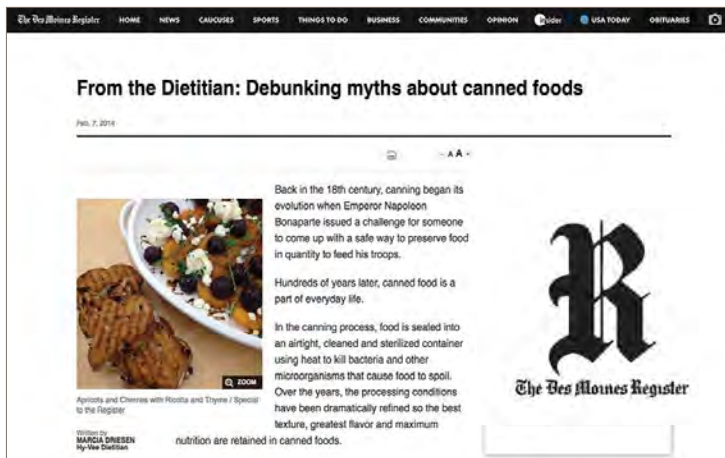 The Des Moines Register HOME NEWS CAUCUSES SPORTS THINGS TO DO BUSINESS COMMUNITIES OPINION insider USA TODAY OBITUARIES
From the Dietitian: Debunking myths about canned foods
Feb. 7, 2014
- A A +
Back in the 18th century, canning began its
evolution when Emperor Napoleon
Bonaparte issued a challenge for someone
to come up with a safe way to preserve food
in quantity to feed his troops.
Hundreds of years later, canned food is a
part of everyday life.
In the canning process, food is sealed into
an airtight, cleaned and sterilized container
using heat to kill bacteria and other
microorganisms that cause food to spoil.
Over the years, the processing conditions
have been dramatically refined so the best
texture, greatest flavor and maximum
nutrition are retained in canned foods.
ZOOM
Apricots and Cherries with Ricotta and Thyme / Special
to the Register
Written by
MARCIA DRIESEN
Hy-Vee Dietitian
R
The Des Moines Register